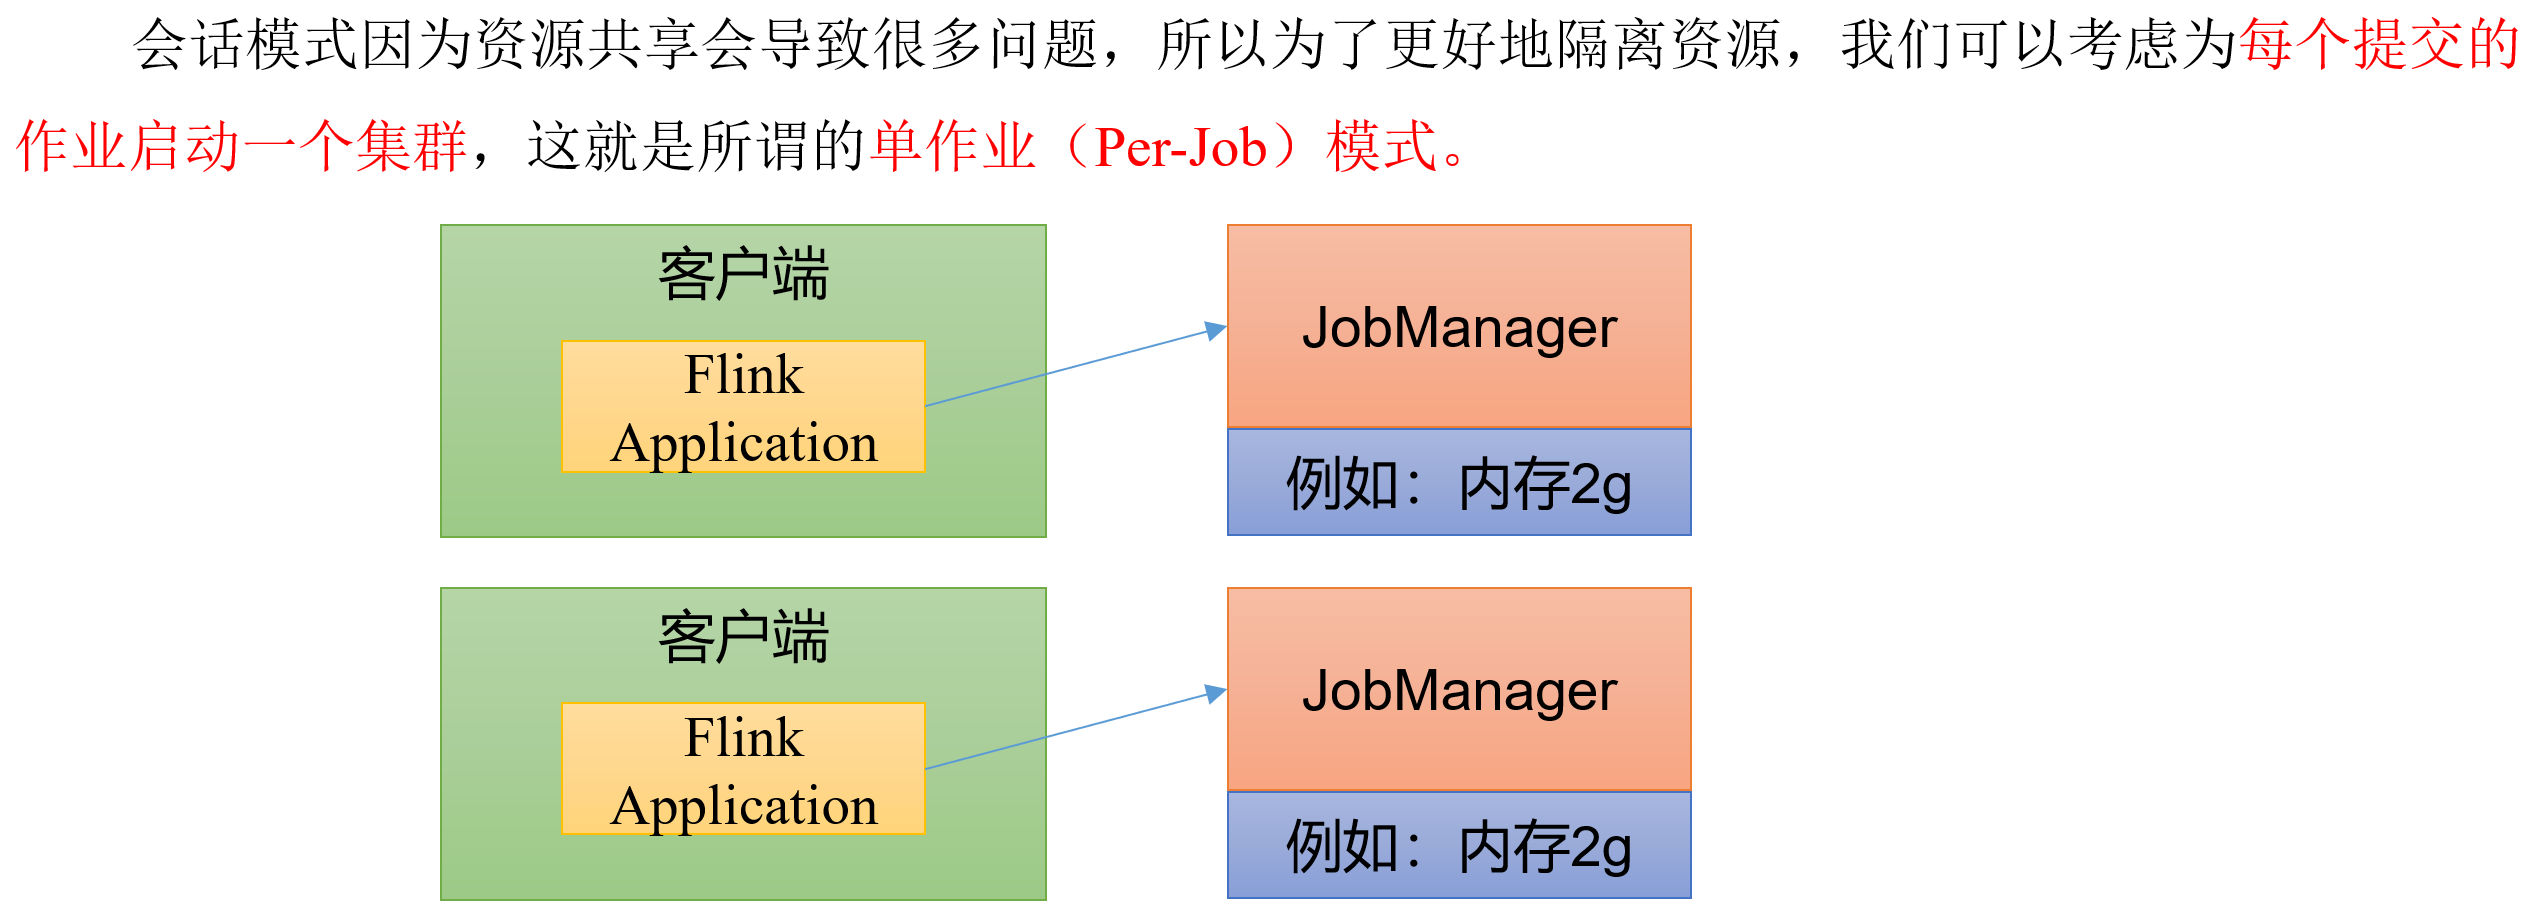 会话模式因为资源共享会导致很多问题，所以为了更好地隔离资源，我们可以考虑为每个提交的
作业启动一个集群，这就是所谓的单作业（Per-Job）模式。
客户端
Flink
Application
JobManager
例如：内存2g
客户端
Flink
Application
JobManager
例如：内存2g